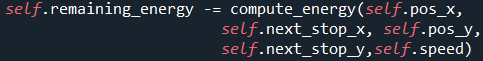 self.remaining_energy -= compute_energy(self.pos_x,
self.next_stop_x, self.pos_y,
self.next_stop_y,self.speed)